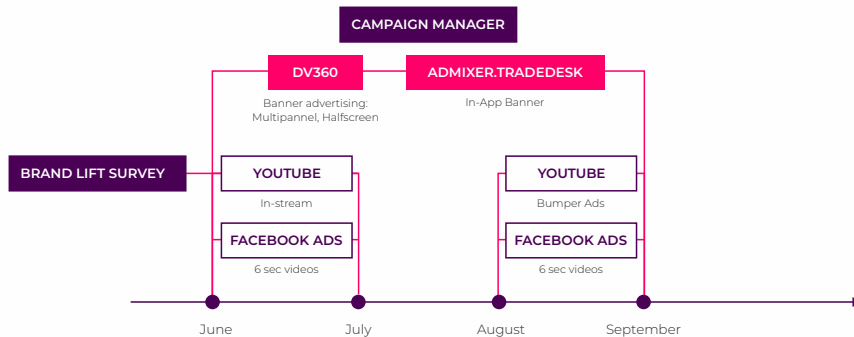 CAMPAIGN MANAGER
DV360
ADMIXER.TRADEDESK
Banner advertising:
Multipannel, Halfscreen
In-App Banner
BRAND LIFT SURVEY
YOUTUBE
YOUTUBE
In-stream
Bumper Ads
FACEBOOK ADS
FACEBOOK ADS
6 sec videos
6 sec videos
June
July
August
September